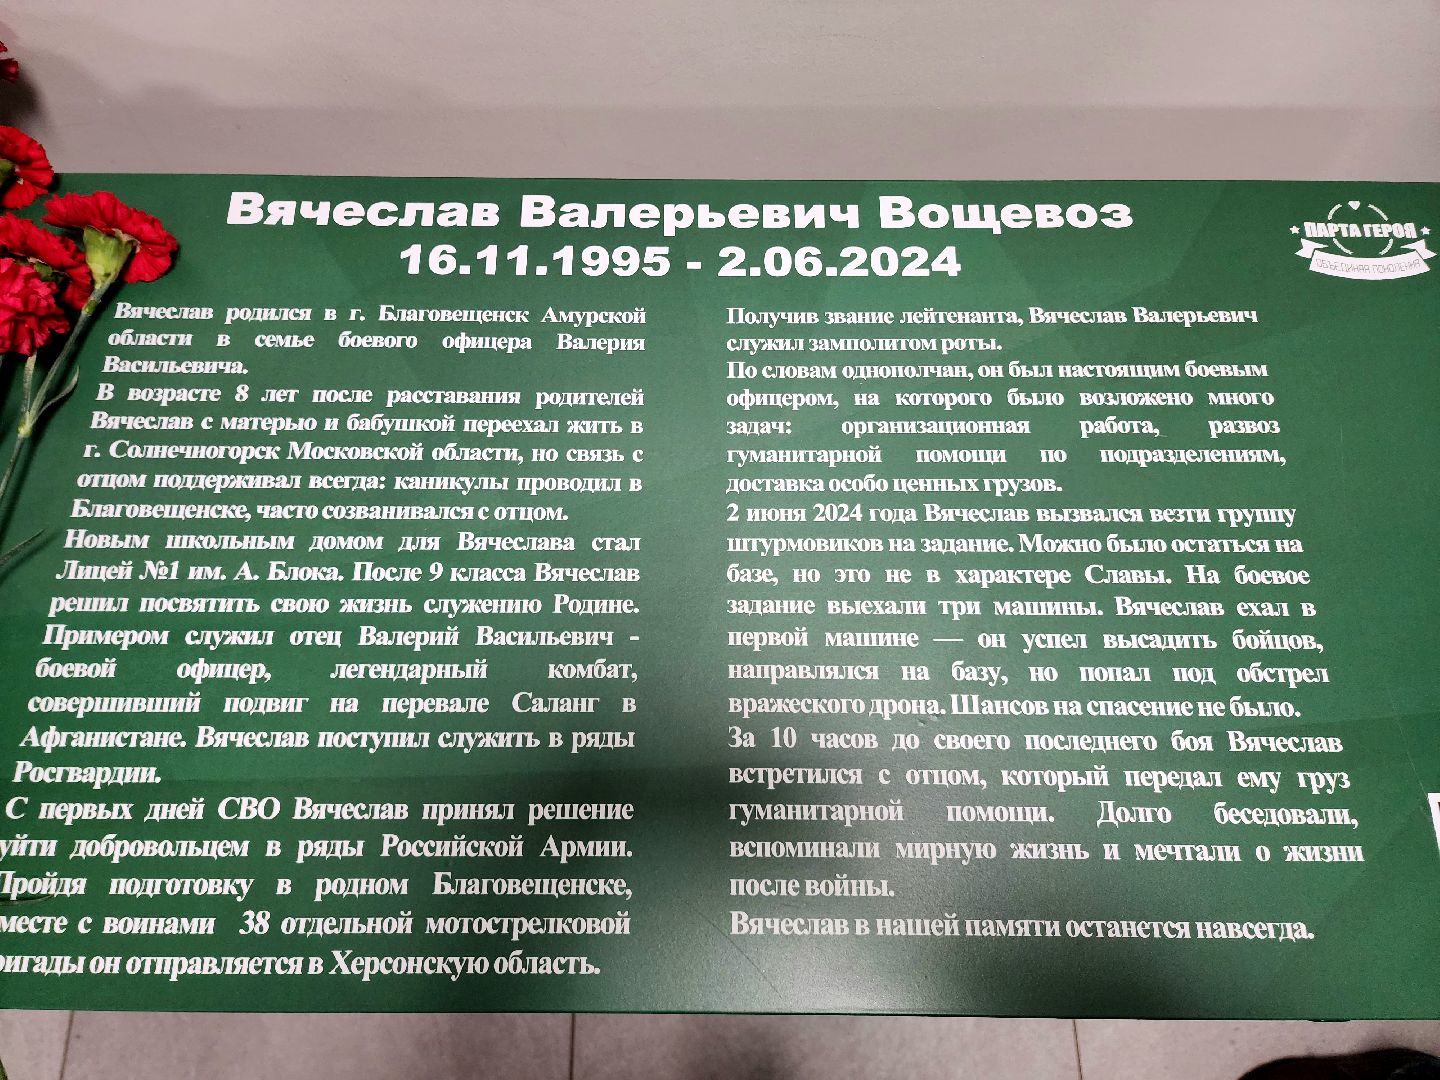 Вячеслав Валерьевич Вощевоз
16.11.1995 - 2.06.2024
ПАРТА ГЕРОЯ
ОБЪЕДИНЯЯ ПОКОЛЕНИЯ
Вячеслав родился в г. Благовещенск Амурской
области в семье боевого офицера Валерия
Васильевича.
В возрасте 8 лет после расставания родителей
Вячеслав с матерью и бабушкой переехал жить в
г. Солнечногорск Московской области, но связь с
отцом поддерживал всегда: каникулы проводил в
Благовещенске, часто созванивался с отцом.
Новым школьным домом для Вячеслава стал
Лицей №1 им. А. Блока. После 9 класса Вячеслав
решил посвятить свою жизнь служению Родине.
Примером служил отец Валерий Васильевич -
боевой офицер, легендарный комбат,
совершивший подвиг на перевале Саланг в
Афганистане. Вячеслав поступил служить в ряды
Росгвардии.
С первых дней СВО Вячеслав принял решение
уйти добровольцем в ряды Российской Армии.
Пройдя подготовку в родном Благовещенске,
месте с воинами 38 отдельной мотострелковой
ригады он отправляется в Херсонскую область.
Получив звание лейтенанта, Вячеслав Валерьевич
служил замполитом роты.
По словам однополчан, он был настоящим боевым
офицером, на которого было возложено много
задач: организационная работа, развоз
гуманитарной помощи по подразделениям,
доставка особо ценных грузов.
2 июня 2024 года Вячеслав вызвался везти группу
штурмовиков на задание. Можно было остаться на
базе, но это не в характере Славы. На боевое
задание выехали три машины. Вячеслав ехал в
первой машине — он успел высадить бойцов,
направлялся на базу, но попал под обстрел
вражеского дрона. Шансов на спасение не было.
За 10 часов до своего последнего боя Вячеслав
встретился с отцом, который передал ему груз
гуманитарной помощи. Долго беседовали,
вспоминали мирную жизнь и мечтали о жизни
после войны.
Вячеслав в нашей памяти останется навсегда.